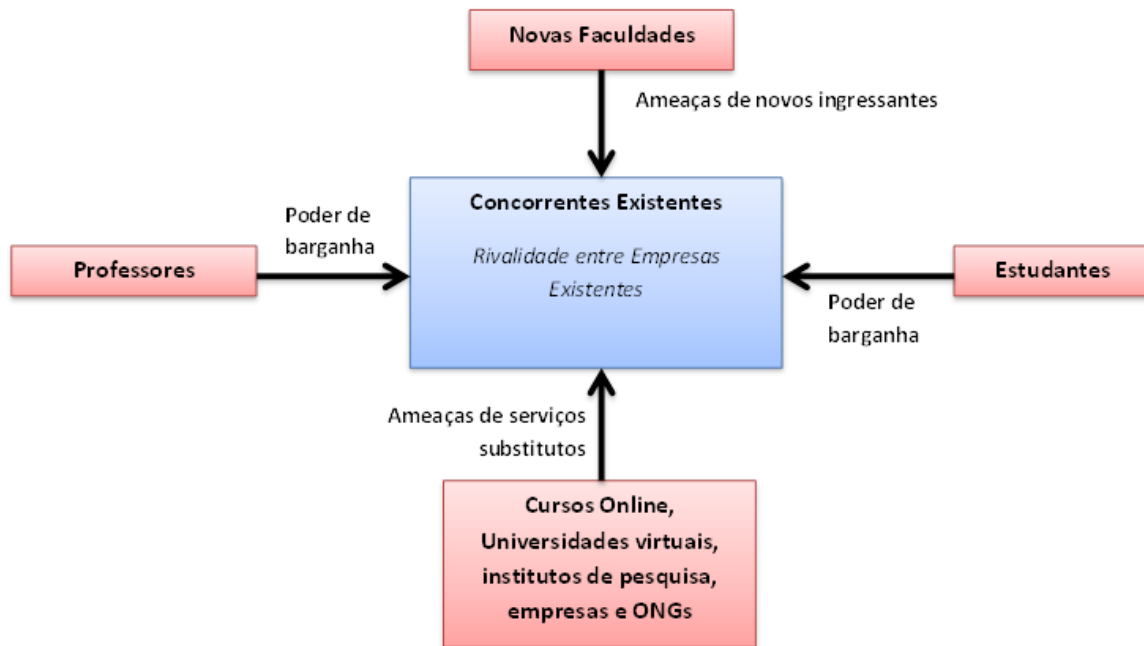 Novas Faculdades
Ameaças de novos ingressantes
Concorrentes Existentes
Rivalidade entre Empresas
Existentes
Poder de
barganha
Professores
Estudantes
Poder de
barganha
Ameaças de serviços
substitutos
Cursos Online,
Universidades virtuais,
institutos de pesquisa,
empresas e ONGs